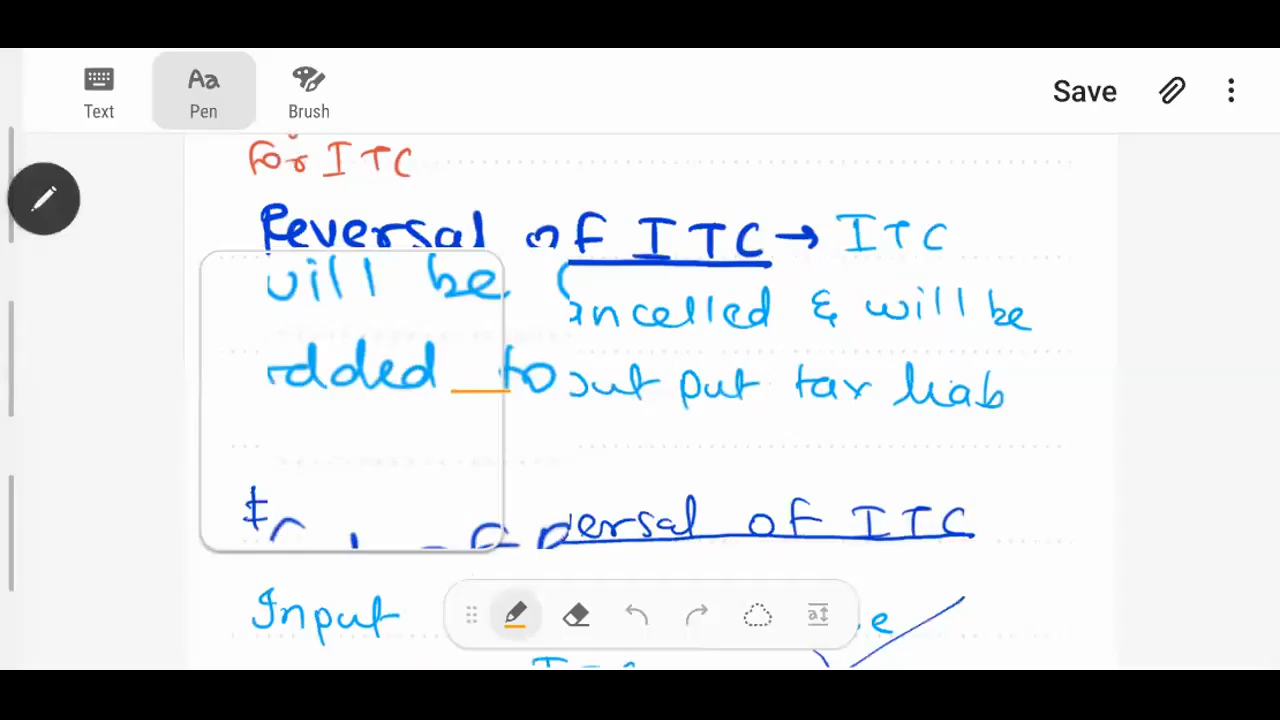 Text
Pen
Brush
Save
for ITC
Reversal of ITC → ITC
will be
ancelled & will be
added to out put tax liab
ersal of ITC
Input
e